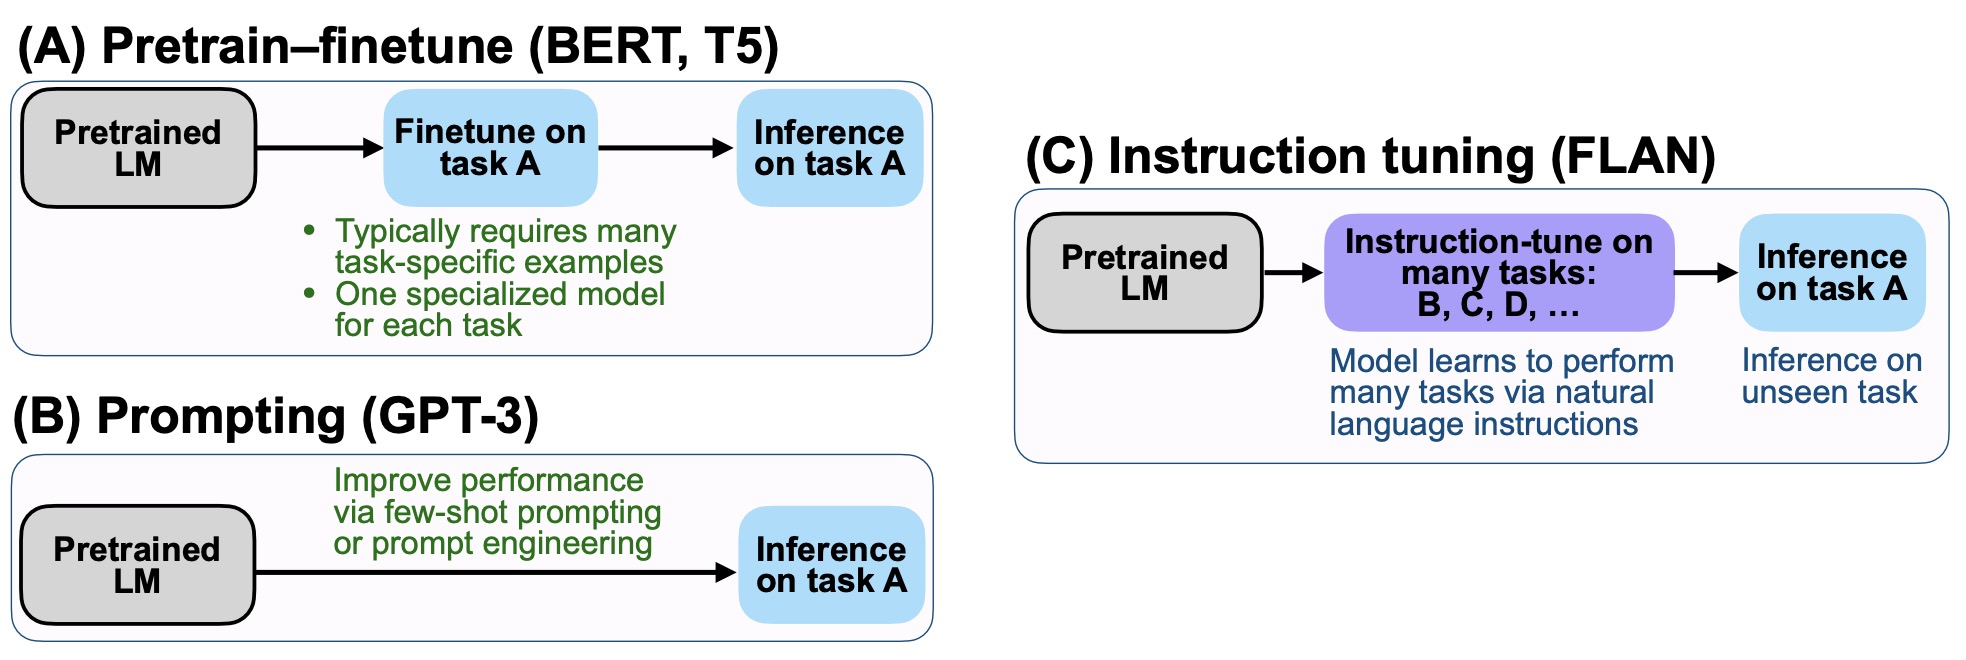 (A) Pretrain–finetune (BERT, T5)
Pretrained
LM
Finetune on
task A
Inference
on task A
• Typically requires many
task-specific examples
• One specialized model
for each task
(B) Prompting (GPT-3)
Pretrained
LM
Improve performance
via few-shot prompting
or prompt engineering
Inference
on task A
(C) Instruction tuning (FLAN)
Pretrained
LM
Instruction-tune on
many tasks:
B, C, D, …
Inference
on task A
Model learns to perform
many tasks via natural
language instructions
Inference on
unseen task